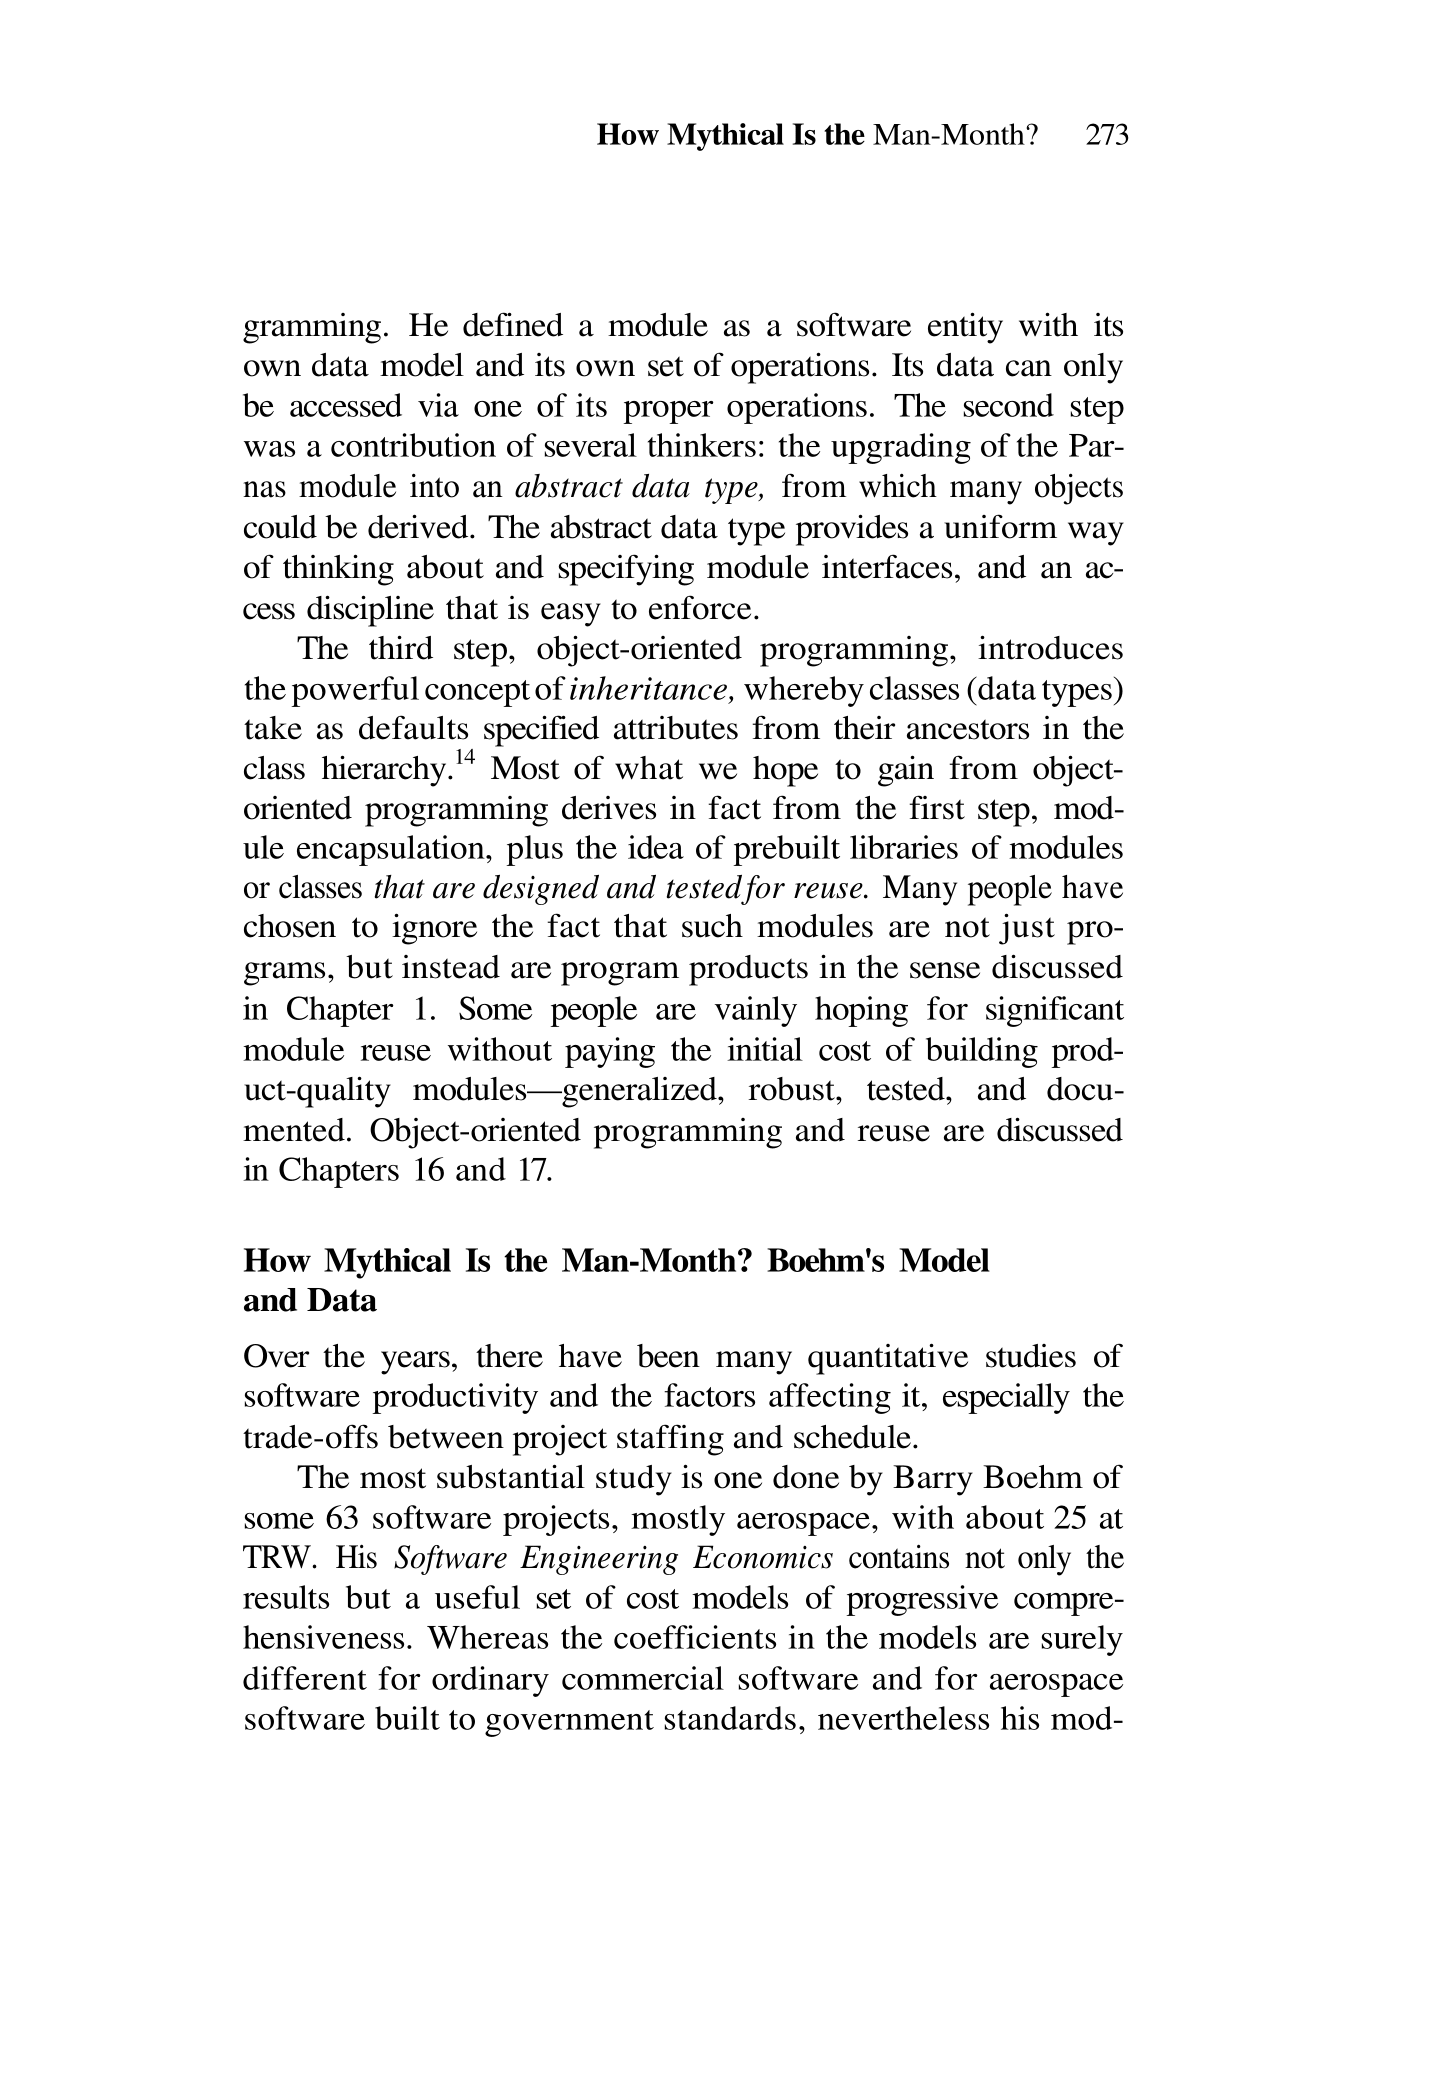 How Mythical Is the Man-Month? 273
gramming. He defined a module as a software entity with its
own data model and its own set of operations. Its data can only
be accessed via one of its proper operations. The second step
was a contribution of several thinkers: the upgrading of the Par-
nas module into an abstract data type, from which many objects
could be derived. The abstract data type provides a uniform way
of thinking about and specifying module interfaces, and an ac-
cess discipline that is easy to enforce.
The third step, object-oriented programming, introduces
the powerful concept of inheritance, whereby classes (data types)
take as defaults specified attributes from their ancestors in the
class hierarchy.14 Most of what we hope to gain from object-
oriented programming derives in fact from the first step, mod-
ule encapsulation, plus the idea of prebuilt libraries of modules
or classes that are designed and tested for reuse. Many people have
chosen to ignore the fact that such modules are not just pro-
grams, but instead are program products in the sense discussed
in Chapter 1. Some people are vainly hoping for significant
module reuse without paying the initial cost of building prod-
uct-quality modules—generalized, robust, tested, and docu-
mented. Object-oriented programming and reuse are discussed
in Chapters 16 and 17.
How Mythical Is the Man-Month? Boehm's Model
and Data
Over the years, there have been many quantitative studies of
software productivity and the factors affecting it, especially the
trade-offs between project staffing and schedule.
The most substantial study is one done by Barry Boehm of
some 63 software projects, mostly aerospace, with about 25 at
TRW. His Software Engineering Economics contains not only the
results but a useful set of cost models of progressive compre-
hensiveness. Whereas the coefficients in the models are surely
different for ordinary commercial software and for aerospace
software built to government standards, nevertheless his mod-